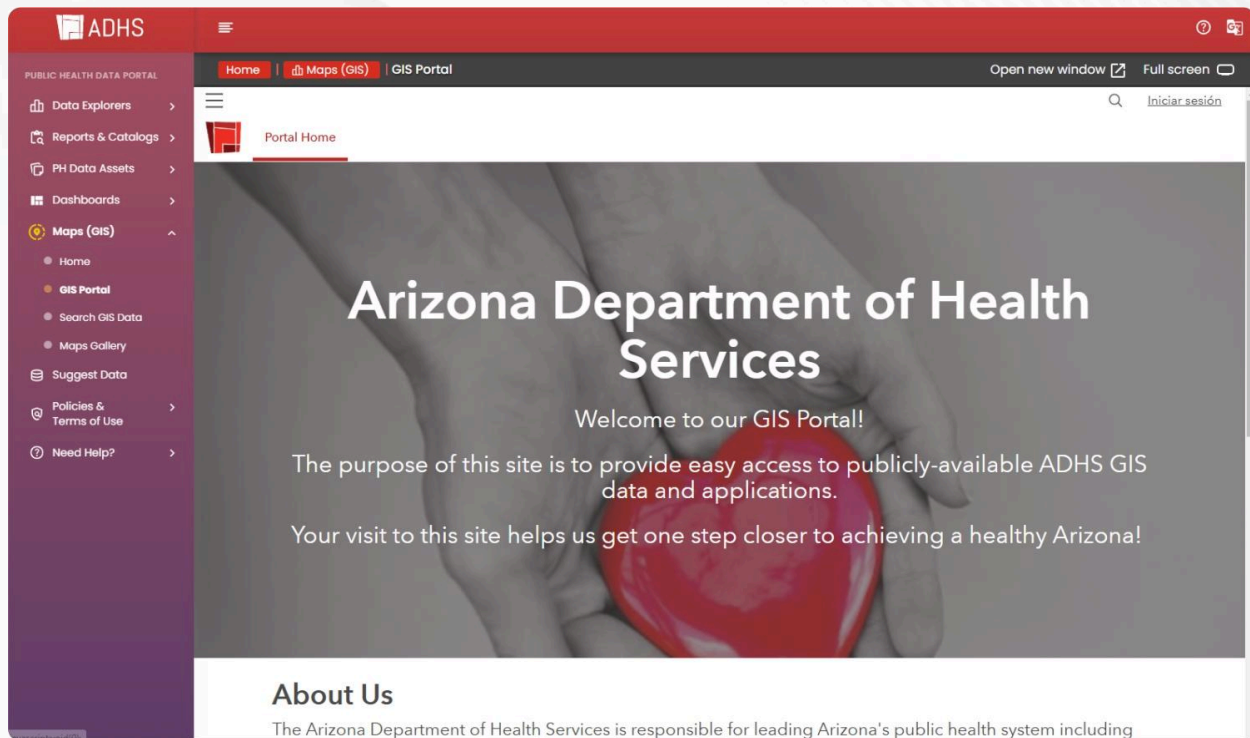 ADHS
PUBLIC HEALTH DATA PORTAL
Data Explorers
Reports & Catalogs
PH Data Assets
Dashboards
Maps (GIS)
Home
GIS Portal
Search GIS Data
Maps Gallery
Suggest Data
Policies &
Terms of Use
Need Help?
Home | Maps (GIS) | GIS Portal
Open new window Full screen
Iniciar sesión
Portal Home
Arizona Department of Health
Services
Welcome to our GIS Portal!
The purpose of this site is to provide easy access to publicly-available ADHS GIS
data and applications.
Your visit to this site helps us get one step closer to achieving a healthy Arizona!
About Us
The Arizona Department of Health Services is responsible for leading Arizona's public health system including